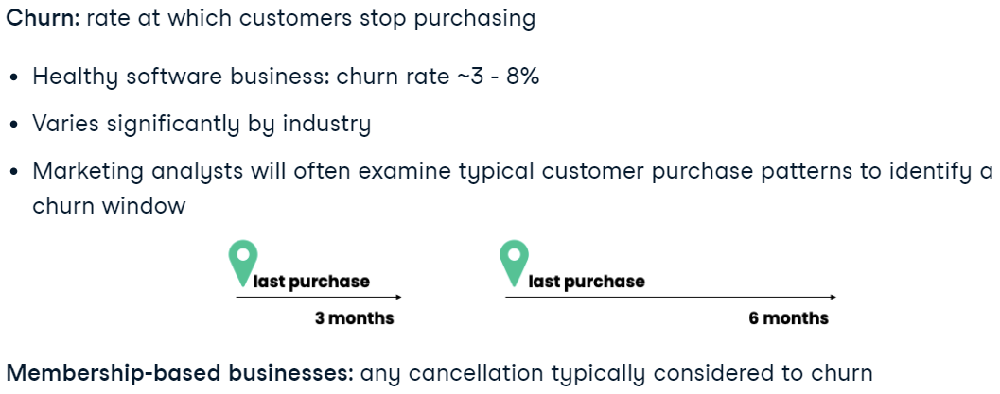 Churn: rate at which customers stop purchasing
• Healthy software business: churn rate ~3 - 8%
• Varies significantly by industry
• Marketing analysts will often examine typical customer purchase patterns to identify a
churn window
last purchase
3 months
last purchase
6 months
Membership-based businesses: any cancellation typically considered to churn